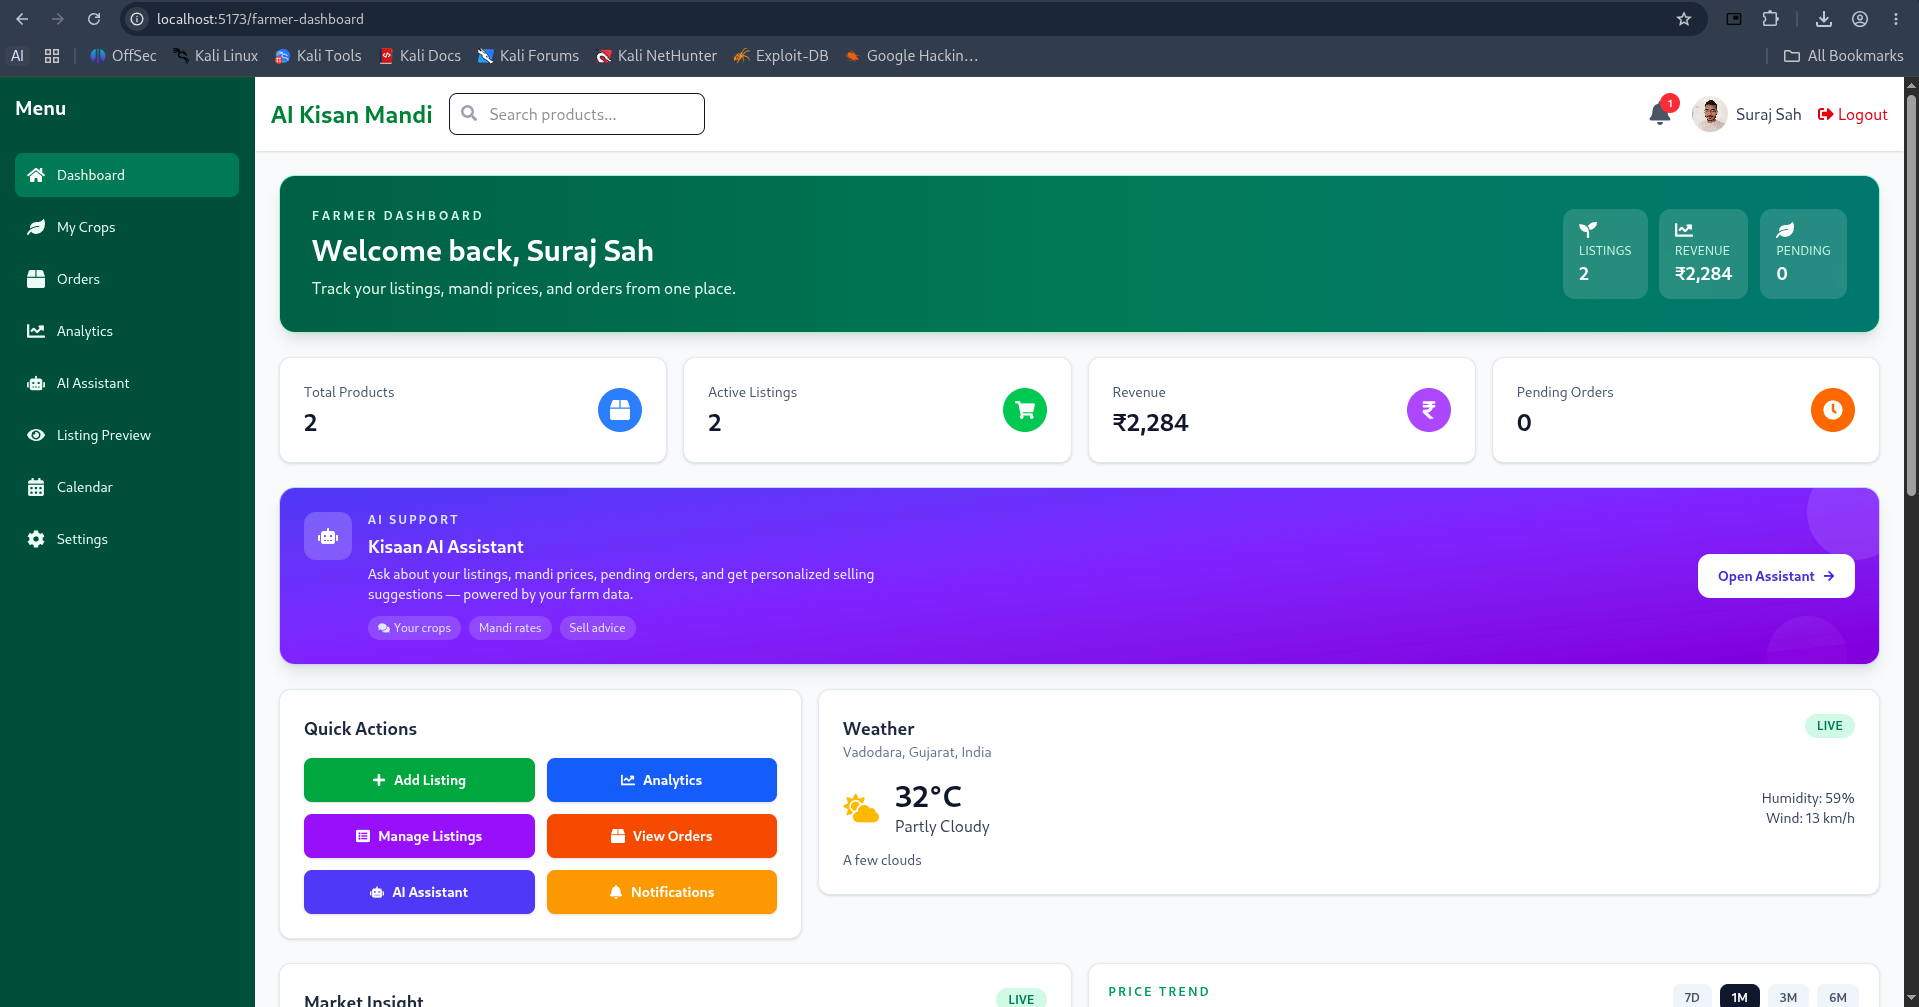 localhost:5173/farmer-dashboard
AI
OffSec
Kali Linux
Kali Tools
Kali Docs
Kali Forums
Kali NetHunter
Exploit-DB
Google Hackin…
All Bookmarks
Menu
Dashboard
My Crops
Orders
Analytics
AI Assistant
Listing Preview
Calendar
Settings
AI Kisan Mandi
Search products...
1
Suraj Sah
Logout
FARMER DASHBOARD
Welcome back, Suraj Sah
Track your listings, mandi prices, and orders from one place.
LISTINGS
2
REVENUE
₹2,284
PENDING
0
Total Products
2
Active Listings
2
Revenue
₹2,284
₹
Pending Orders
0
AI SUPPORT
Kisaan AI Assistant
Ask about your listings, mandi prices, pending orders, and get personalized selling
suggestions — powered by your farm data.
Your crops
Mandi rates
Sell advice
Open Assistant →
Quick Actions
Add Listing
Analytics
Manage Listings
View Orders
AI Assistant
Notifications
Weather
LIVE
Vadodara, Gujarat, India
32°C
Partly Cloudy
Humidity: 59%
Wind: 13 km/h
A few clouds
Market Insight
LIVE
PRICE TREND
7D
1M
3M
6M